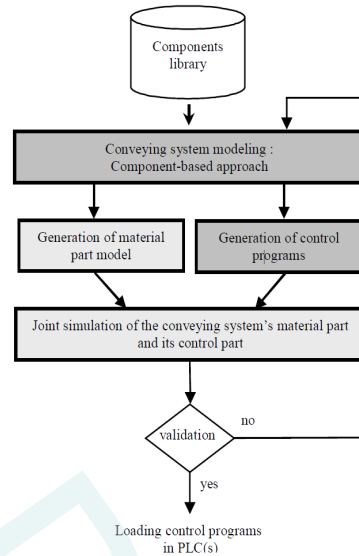 Components
library
Conveying system modeling :
Component-based approach
Generation of material
part model
Generation of control
programs
Joint simulation of the conveying system's material part
and its control part
validation
no
yes
Loading control programs
in PLC(s)